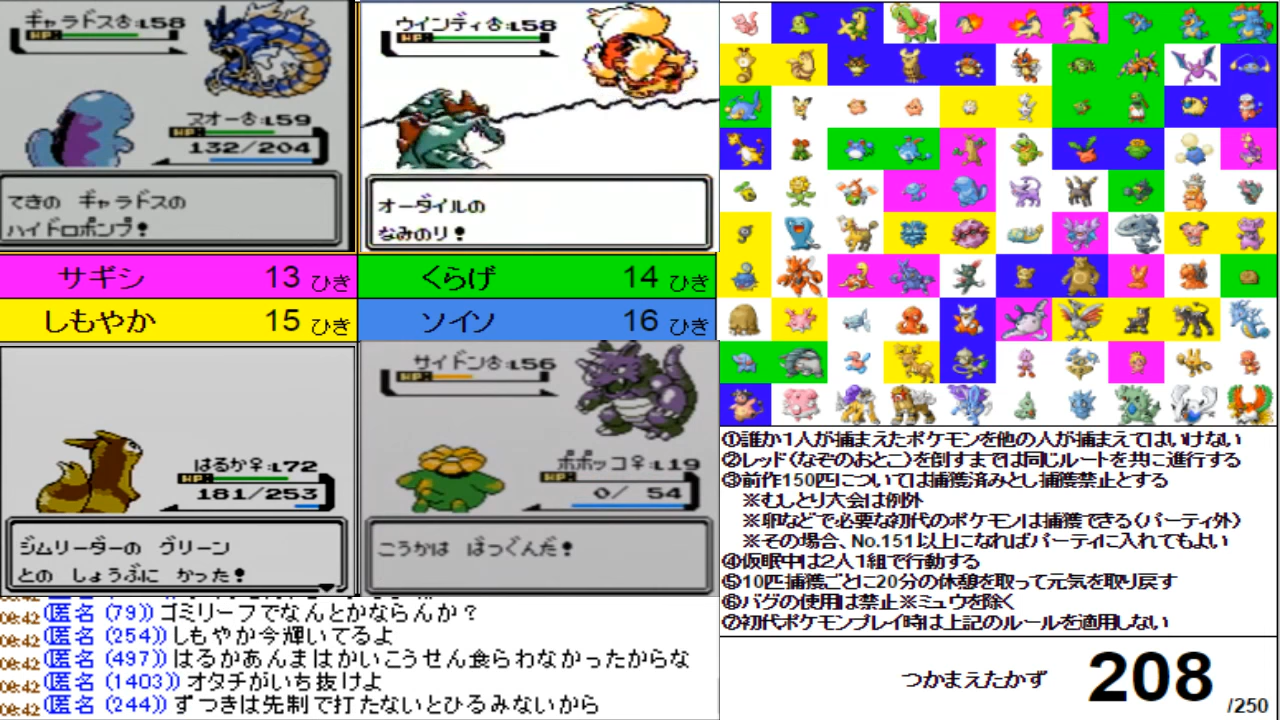 ギャラドス♂:L58
HP
ヌオー♂:L59
HP
132/204
てきの ギャラドスの
ハイドロポンプ!
ウインディ♂:L58
HP
オーダイルの
なみのり!
サギシ 13 ひき
くらげ 14 ひき
しもやか 15 ひき
ソイソ 16 ひき
はるか♀:L72
HP
181/253
ジムリーダーの グリーン
との しょうぶに かった!
サイドン♂:L56
HP
ポポッコ♀:L19
HP
0/ 54
こうかは ばつぐんだ!
08:42 (匿名 (79)) ゴミリーフでなんとかならんか?
08:42 (匿名 (254)) しもやか今輝いてるよ
08:42 (匿名 (497)) はるかあんまはかいこうせん食らわなかったからな
08:42 (匿名 (1403)) オタチがいち抜けよ
08:42 (匿名 (244)) ずつきは先制で打たないとひるみないから
①誰か1人が捕まえたポケモンを他の人が捕まえてはいけない
②レッド(なぞのおとこ)を倒すまでは同じルートを共に進行する
③前作150匹については捕獲済みとし捕獲禁止とする
※むしとり大会は例外
※卵などで必要な初代のポケモンは捕獲できる(パーティ外)
※その場合、No.151以上になればパーティに入れてもよい
④仮眠中は2人1組で行動する
⑤10匹捕獲ごとに20分の休憩を取って元気を取り戻す
⑥バグの使用は禁止※ミュウを除く
⑦初代ポケモンプレイ時は上記のルールを適用しない
つかまえたかず 208 /250